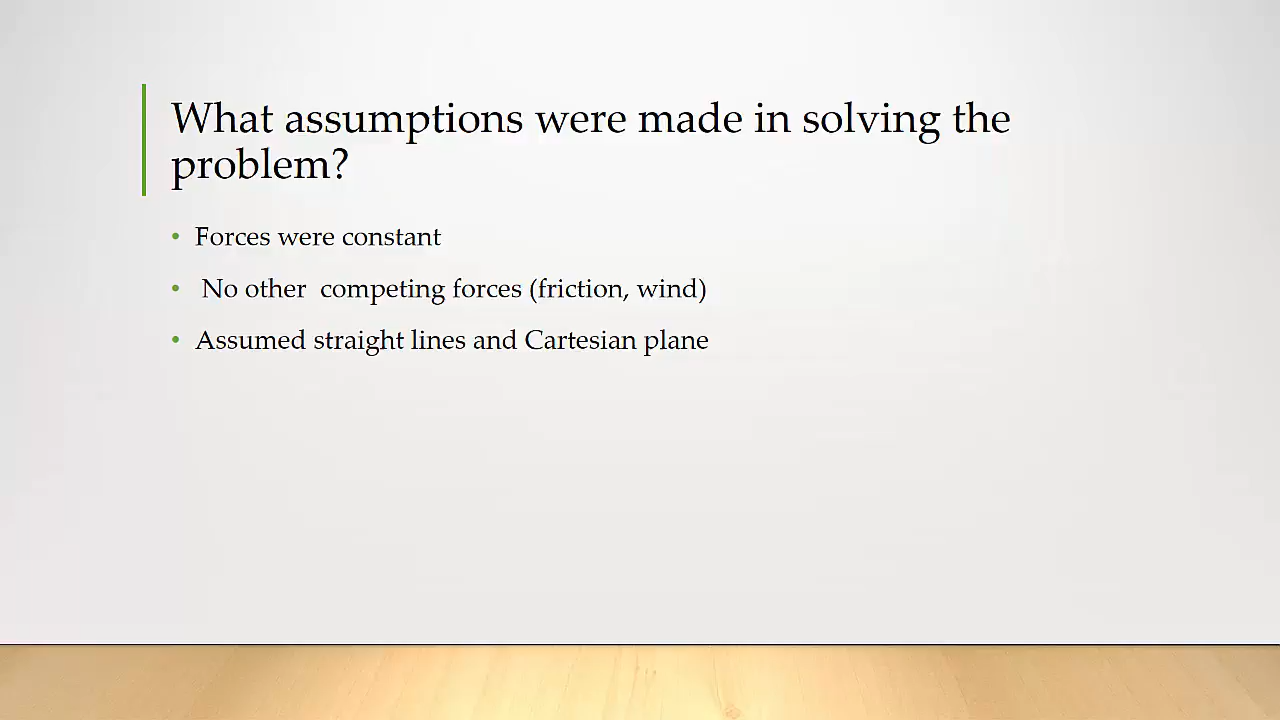 What assumptions were made in solving the
problem?
• Forces were constant
• No other  competing forces (friction, wind)
• Assumed straight lines and Cartesian plane